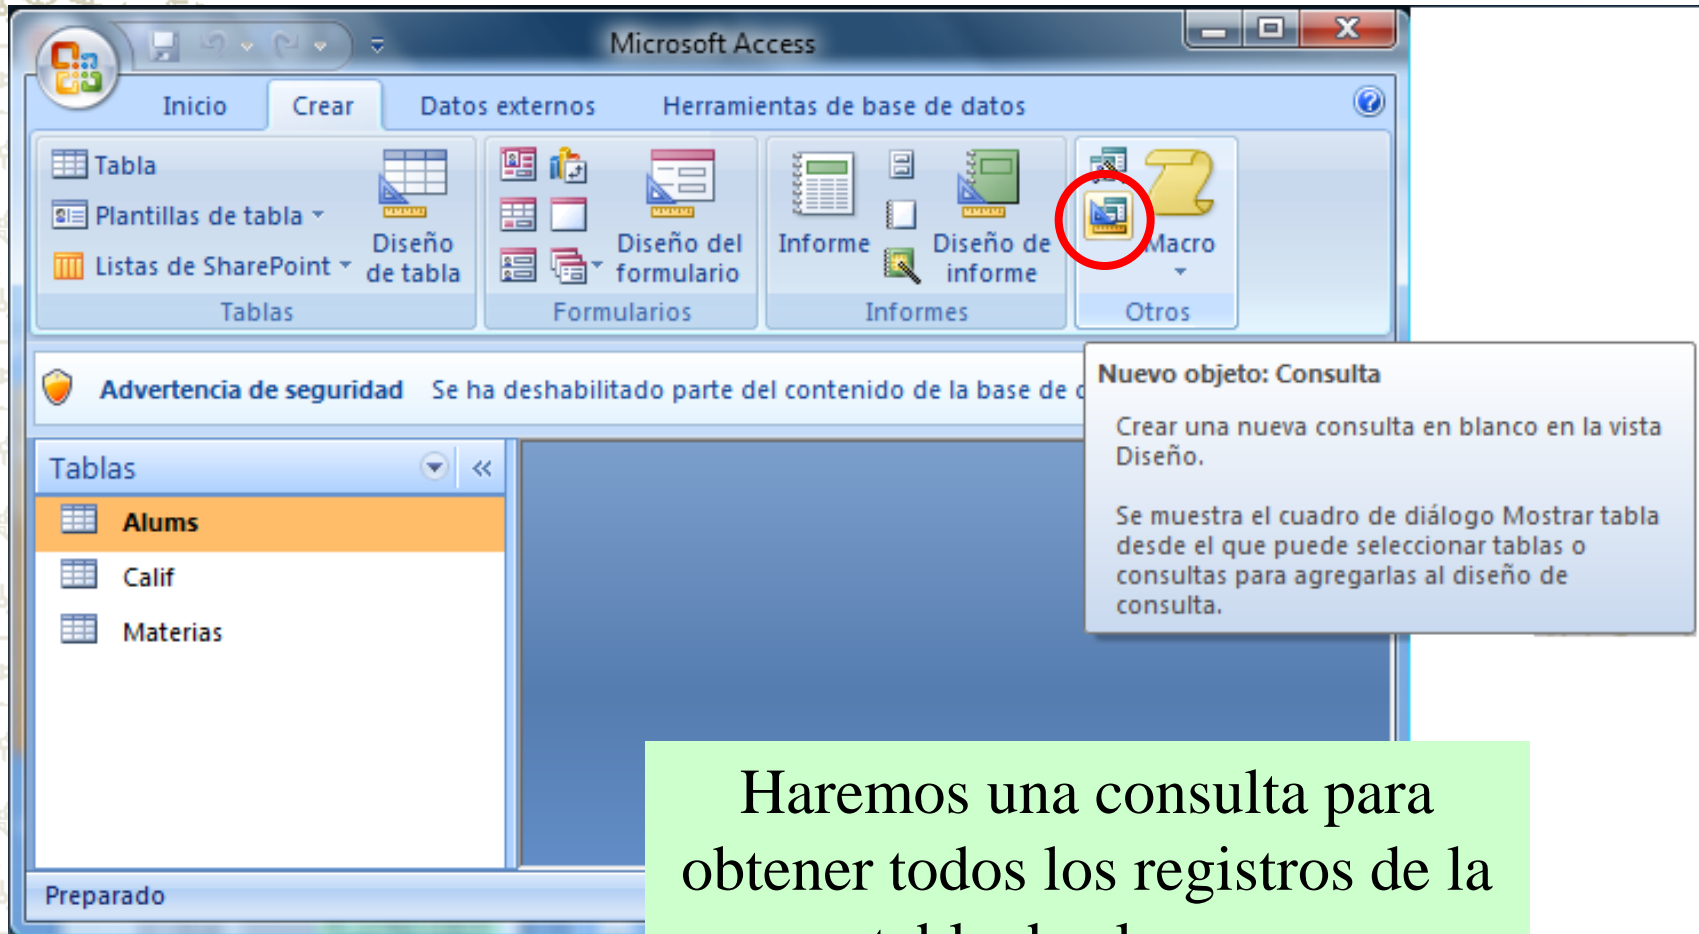 Microsoft Access
Inicio
Crear
Datos externos
Herramientas de base de datos
Tabla
Plantillas de tabla
Listas de SharePoint
Diseño
de tabla
Tablas
Diseño del
formulario
Formularios
Informe
Diseño de
informe
Informes
Macro
Otros
Advertencia de seguridad Se ha deshabilitado parte del contenido de la base de
Nuevo objeto: Consulta
Crear una nueva consulta en blanco en la vista
Diseño.
Se muestra el cuadro de diálogo Mostrar tabla
desde el que puede seleccionar tablas o
consultas para agregarlas al diseño de
consulta.
Tablas
Alums
Calif
Materias
Preparado
Haremos una consulta para
obtener todos los registros de la